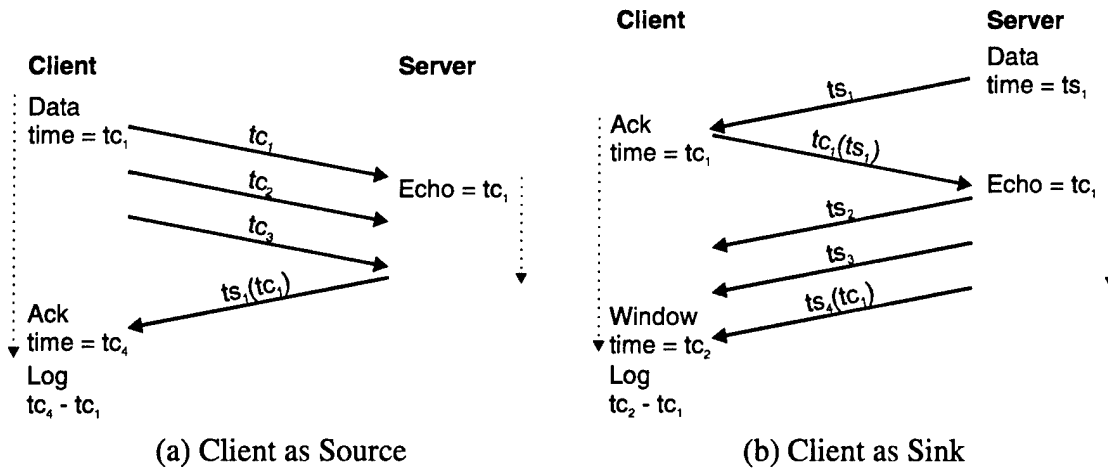 Client Server
Data
time = tc₁
tc₁
tc₂
tc₃
Echo = tc₁
ts₁(tc₁)
Ack
time = tc₄
Log
tc₄ - tc₁
(a) Client as Source
Client Server
Data
time = ts₁
ts₁
Ack
time = tc₁
tc₁(ts₁)
Echo = tc₁
ts₂
ts₃
ts₄(tc₁)
Window
time = tc₂
Log
tc₂ - tc₁
(b) Client as Sink